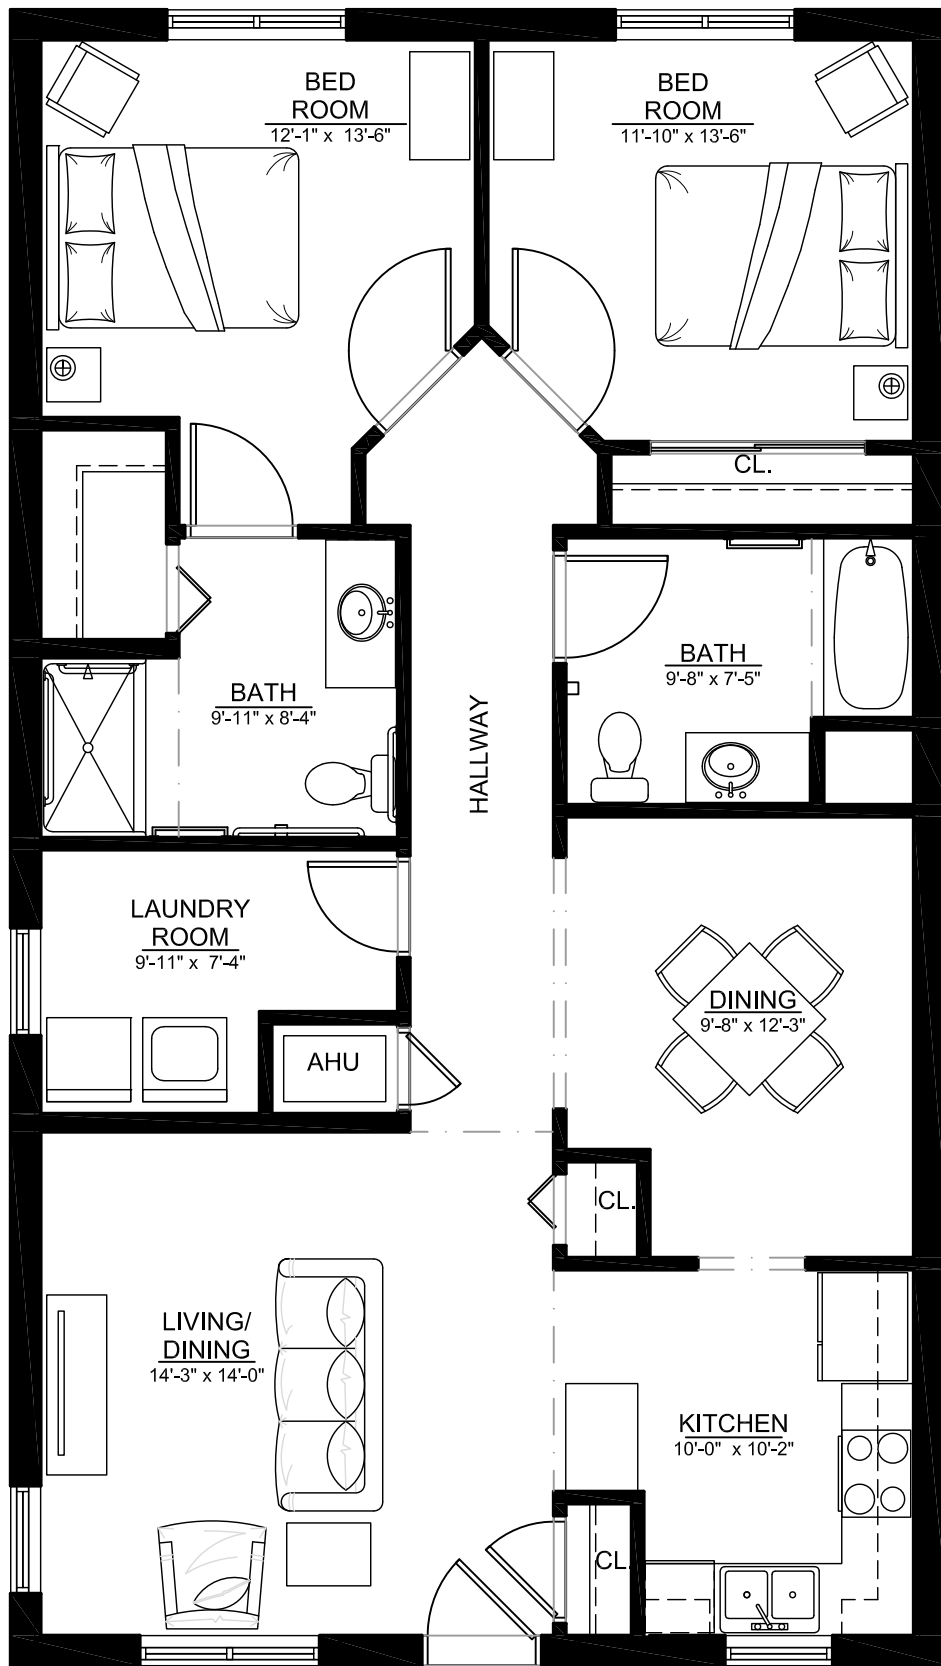 BED
ROOM
12'-1" x 13'-6"
BED
ROOM
11'-10" x 13'-6"
CL.
BATH
9'-11" x 8'-4"
HALLWAY
BATH
9'-8" x 7'-5"
LAUNDRY
ROOM
9'-11" x 7'-4"
AHU
DINING
9'-8" x 12'-3"
CL.
LIVING/
DINING
14'-3" x 14'-0"
KITCHEN
10'-0" x 10'-2"
CL.